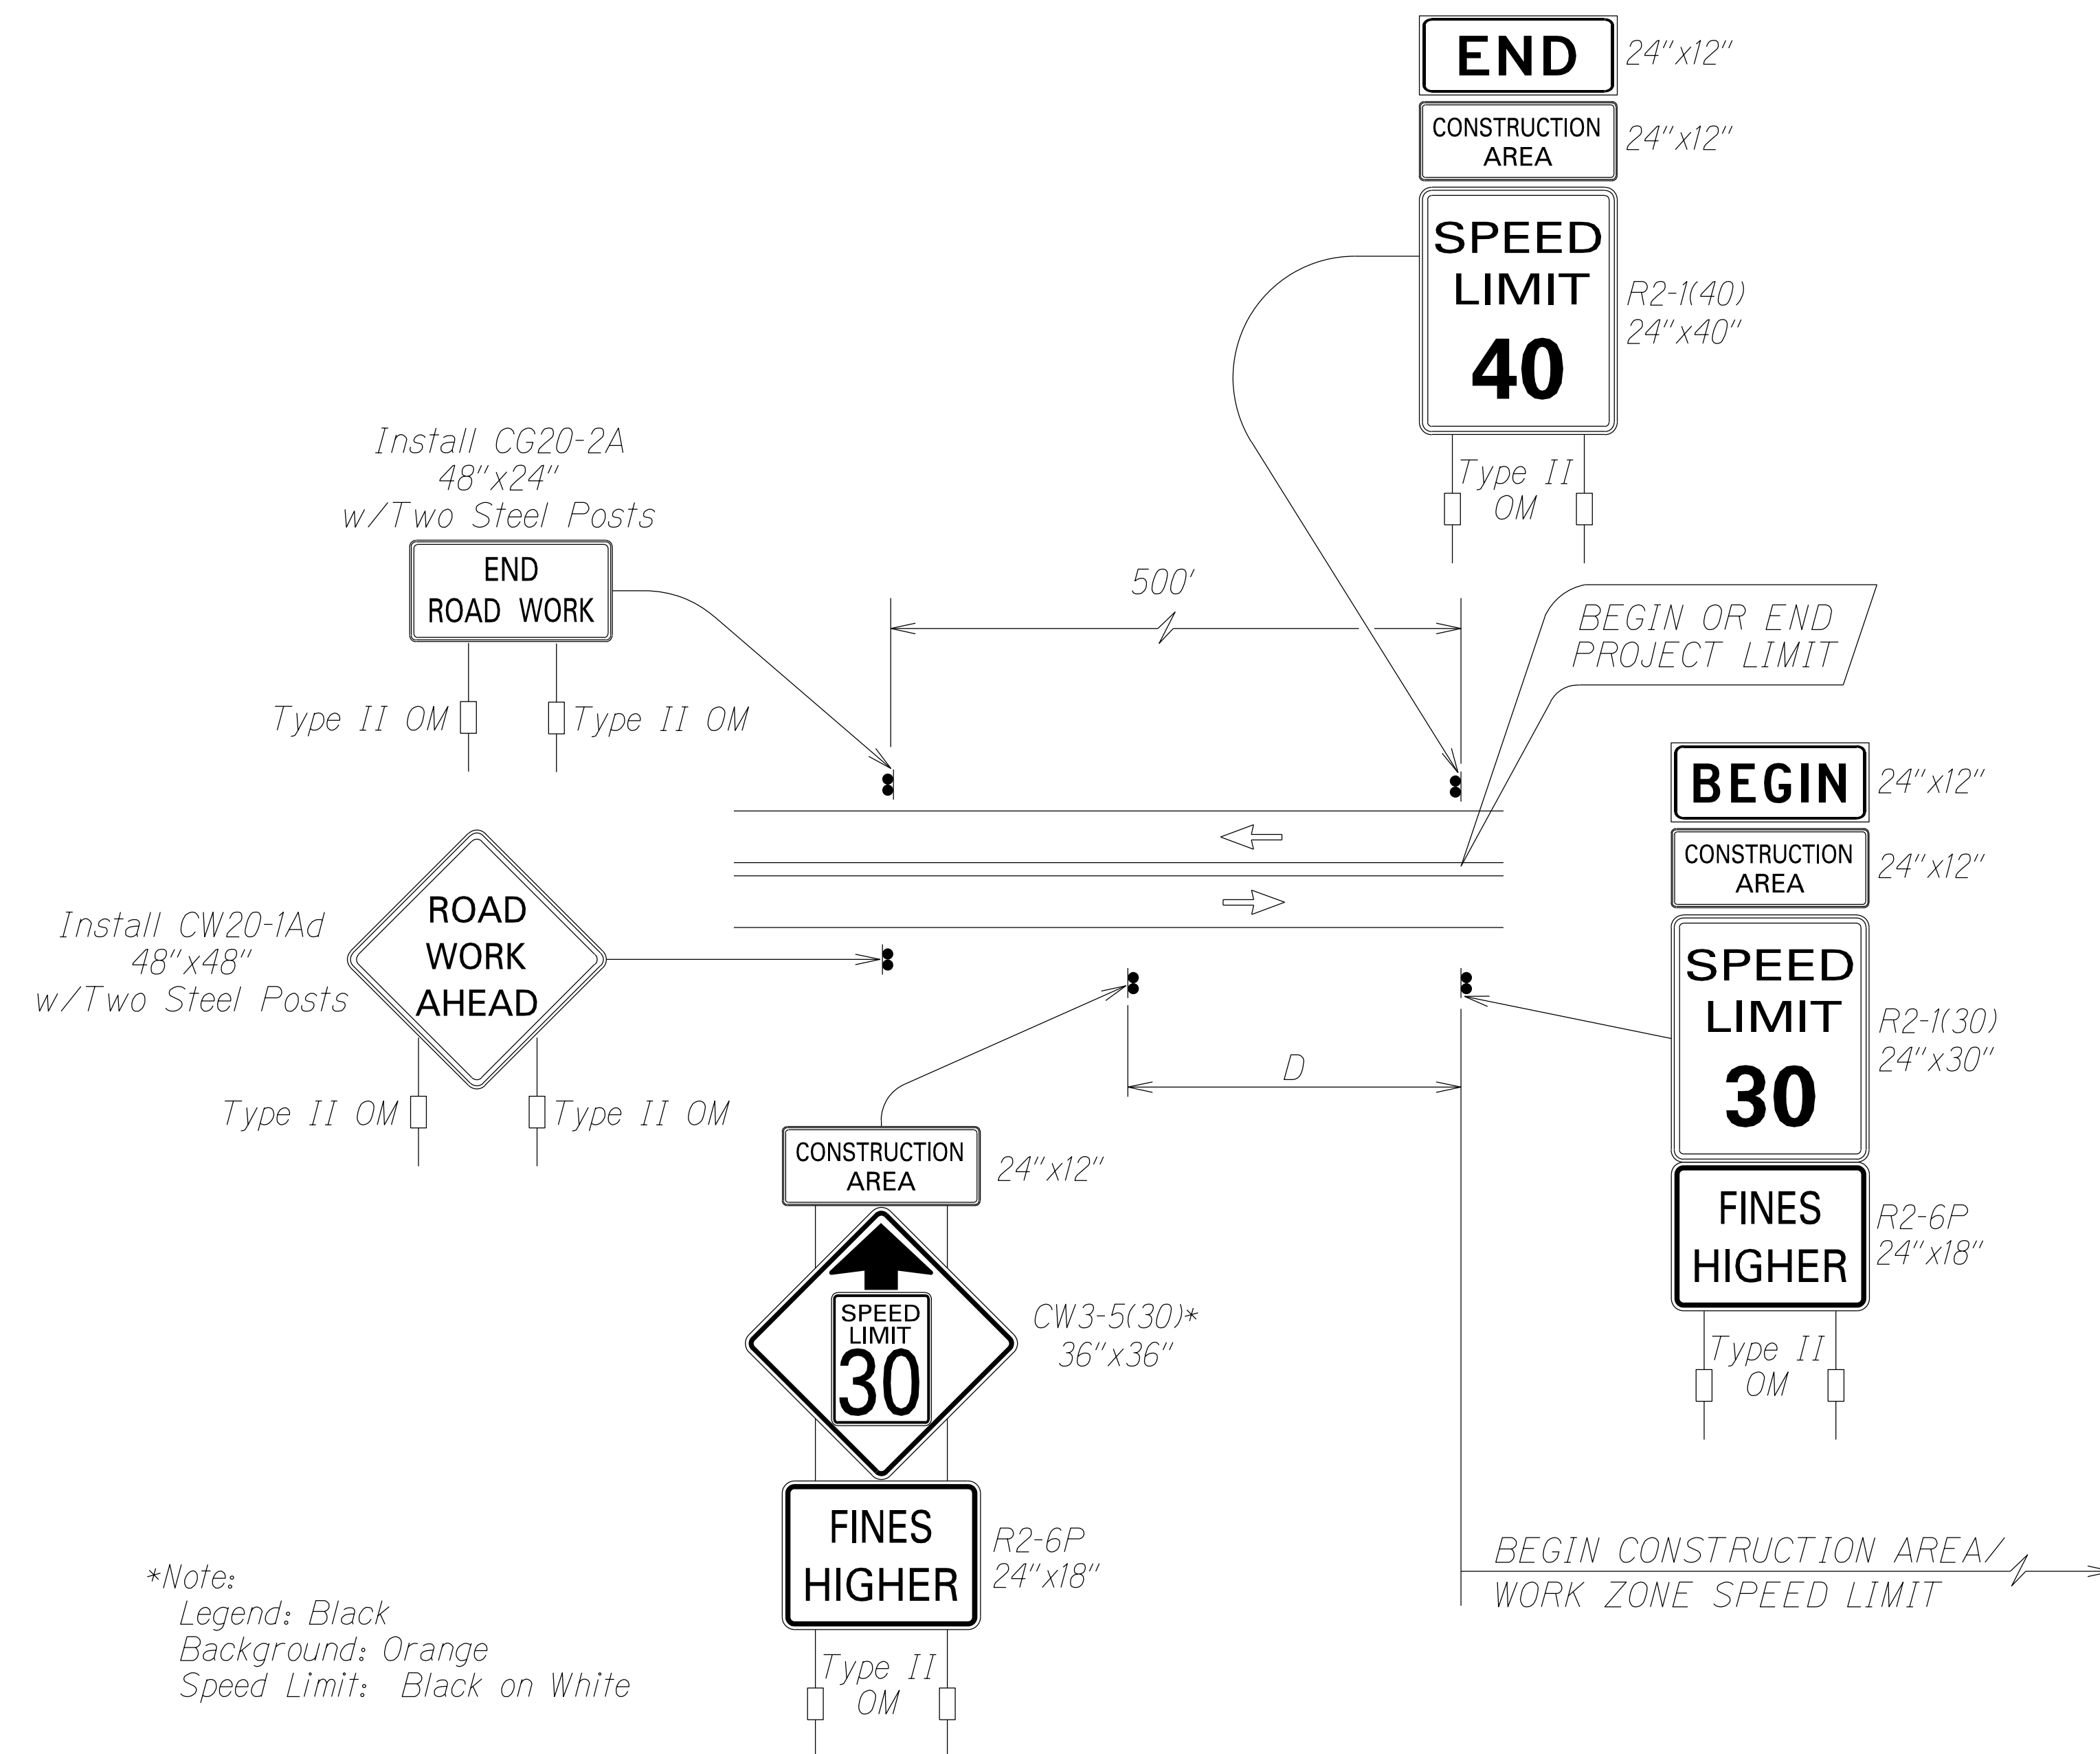 END
24"x12"
CONSTRUCTION
AREA
24"x12"
SPEED
LIMIT
40
R2-1(40)
24"x40"
Type II
OM
Install CG20-2A
48"x24"
w/Two Steel Posts
END
ROAD WORK
Type II OM
Type II OM
500'
BEGIN OR END
PROJECT LIMIT
BEGIN
24"x12"
CONSTRUCTION
AREA
24"x12"
SPEED
LIMIT
30
R2-1(30)
24"x30"
FINES
HIGHER
R2-6P
24"x18"
Type II
OM
Install CW20-1Ad
48"x48"
w/Two Steel Posts
ROAD
WORK
AHEAD
Type II OM
Type II OM
D
CONSTRUCTION
AREA
24"x12"
SPEED
LIMIT
30
CW3-5(30)*
36"x36"
FINES
HIGHER
R2-6P
24"x18"
Type II
OM
BEGIN CONSTRUCTION AREA/
WORK ZONE SPEED LIMIT
*Note:
Legend: Black
Background: Orange
Speed Limit: Black on White